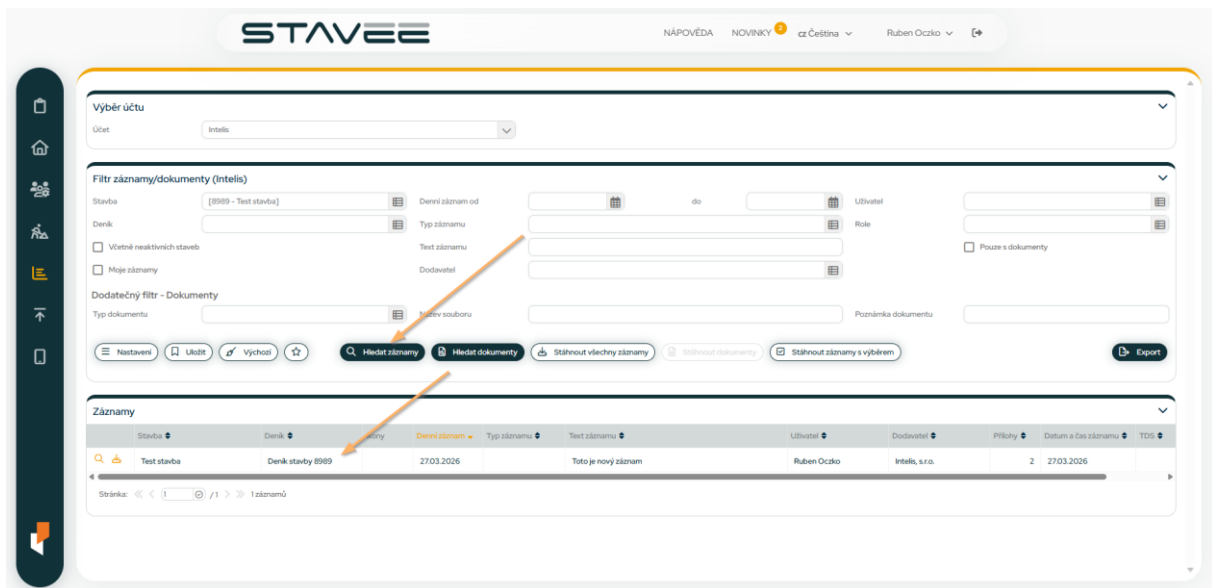 STAVEE
NÁPOVĚDA NOVINKY 2 cz Čeština Ruben Oczko
Výběr účtu
Účet Intelis
Filtr záznamy/dokumenty (Intelis)
Stavba [8989 - Test stavba] Denní záznam od do Uživatel
Deník Typ záznamu Role
Včetně neaktivních staveb Text záznamu Pouze s dokumenty
Moje záznamy Dodavatel
Dodatečný filtr - Dokumenty
Typ dokumentu Název souboru Poznámka dokumentu
Nastavení Uložit Výchozí Hledat záznamy Hledat dokumenty Stáhnout všechny záznamy Stáhnout dokumenty Stáhnout záznamy s výběrem Export
Záznamy
Stavba Deník Denní záznam Typ záznamu Text záznamu Uživatel Dodavatel Přílohy Datum a čas záznamu TDS
Test stavba Deník stavby 8989 27.03.2026 Toto je nový záznam Ruben Oczko Intelis, s.r.o. 2 27.03.2026
Stránka: 1 / 1 1 záznamů